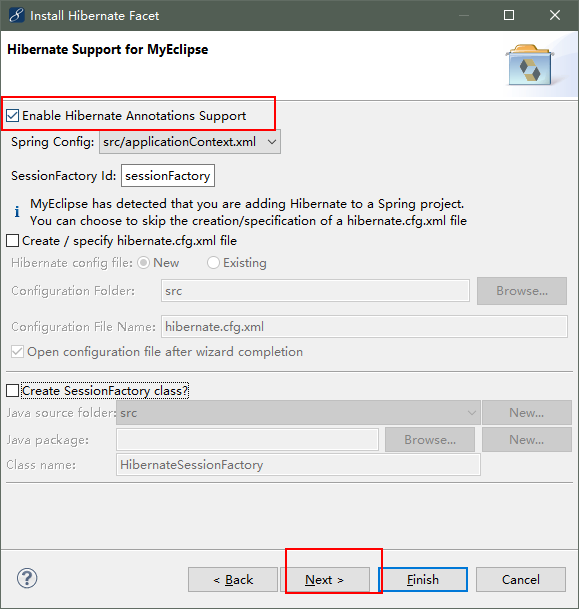 Install Hibernate Facet
Hibernate Support for MyEclipse
Enable Hibernate Annotations Support
Spring Config: src/applicationContext.xml
SessionFactory Id: sessionFactory
MyEclipse has detected that you are adding Hibernate to a Spring project.
You can choose to skip the creation/specification of a hibernate.cfg.xml file
Create / specify hibernate.cfg.xml file
Hibernate config file: New Existing
Configuration Folder: src Browse...
Configuration File Name: hibernate.cfg.xml
Open configuration file after wizard completion
Create SessionFactory class?
Java source folder: src New...
Java package: Browse... New...
Class name: HibernateSessionFactory
? < Back Next > Finish Cancel